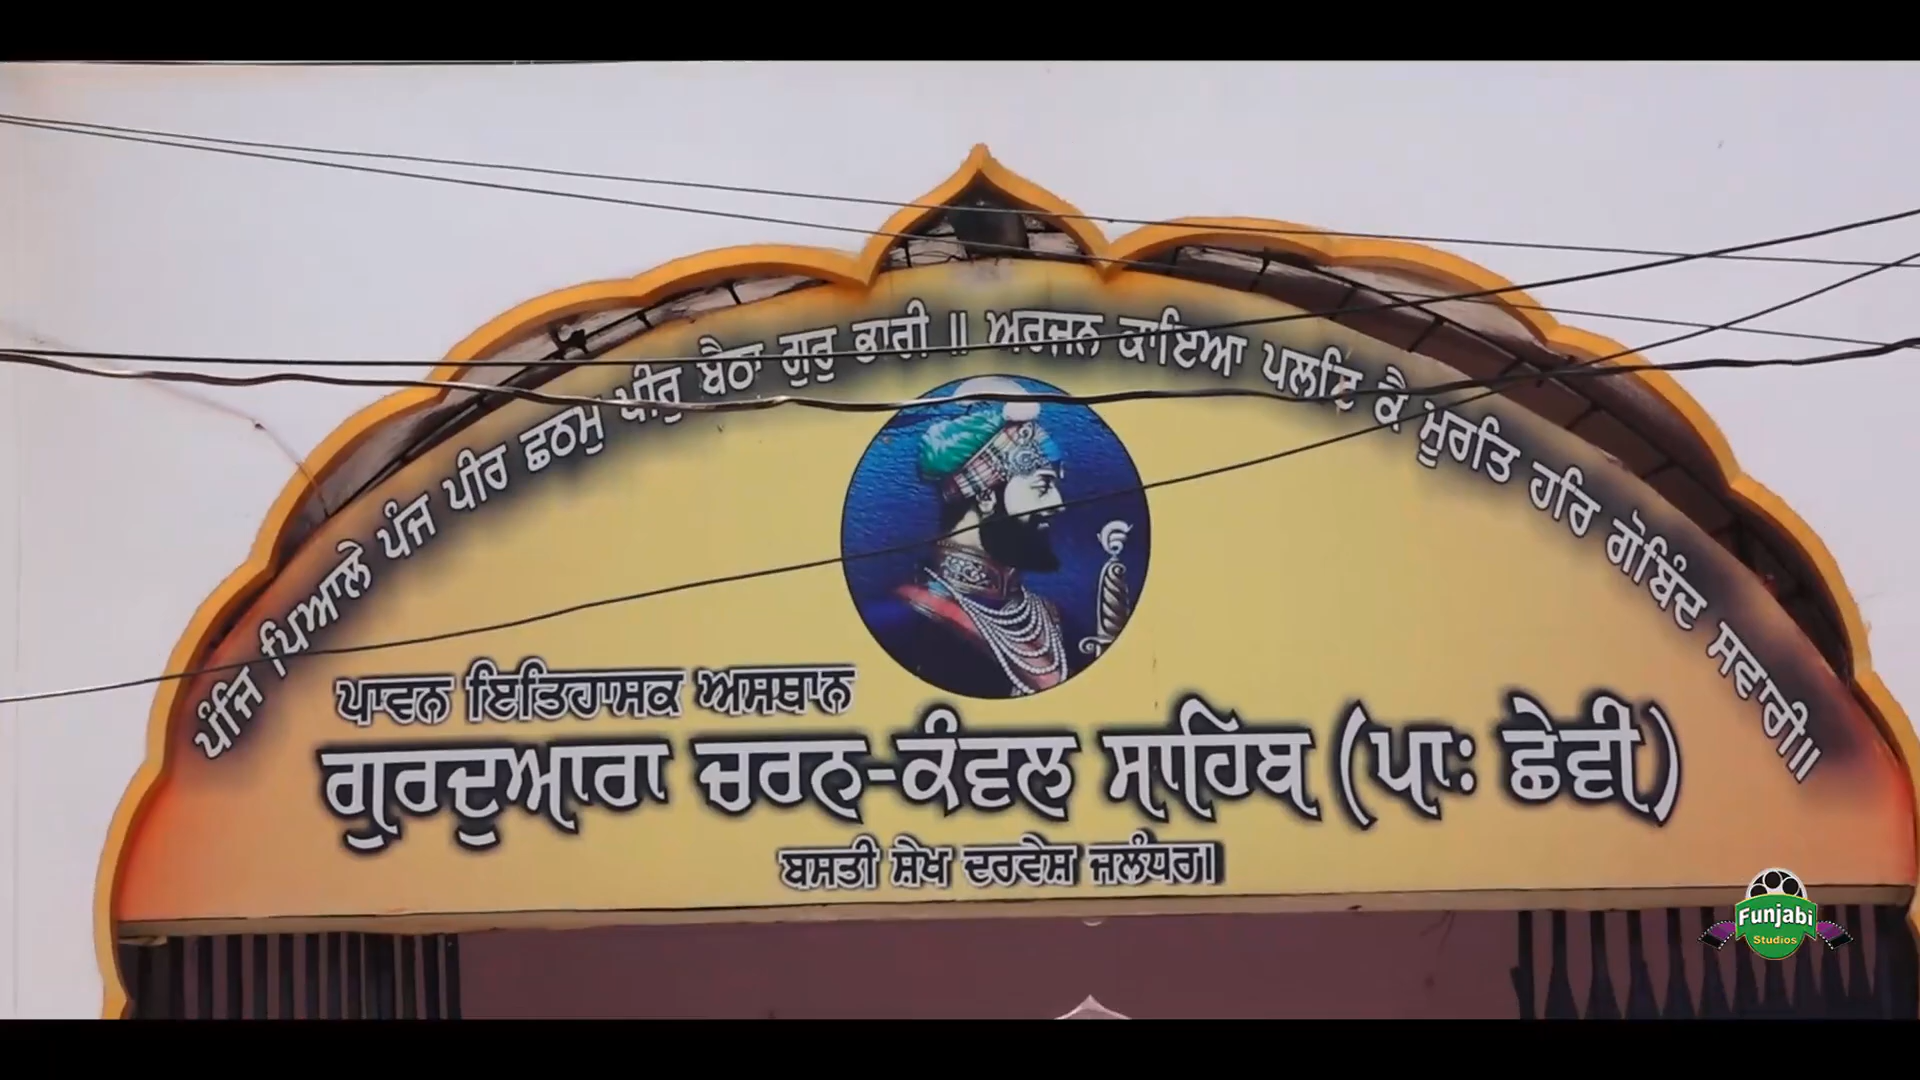 ਪੰਜਿ ਪਿਆਲੇ ਪੰਜ ਪੀਰ ਛਠਮੁ ਪੀਰੁ ਬੈਠਾ ਗੁਰੁ ਭਾਰੀ ॥ ਅਰਜਨ ਕਾਇਆ ਪਲਟਿ ਕੈ ਮੂਰਤਿ ਹਰਿ ਗੋਬਿੰਦ ਸਵਾਰੀ॥
ਪਾਵਨ ਇਤਿਹਾਸਕ ਅਸਥਾਨ
ਗੁਰਦੁਆਰਾ ਚਰਨ-ਕੰਵਲ ਸਾਹਿਬ (ਪਾਃ ਛੇਵੀਂ)
ਬਸਤੀ ਸ਼ੇਖ ਦਰਵੇਸ਼ ਜਲੰਧਰ॥
Funjabi
Studios